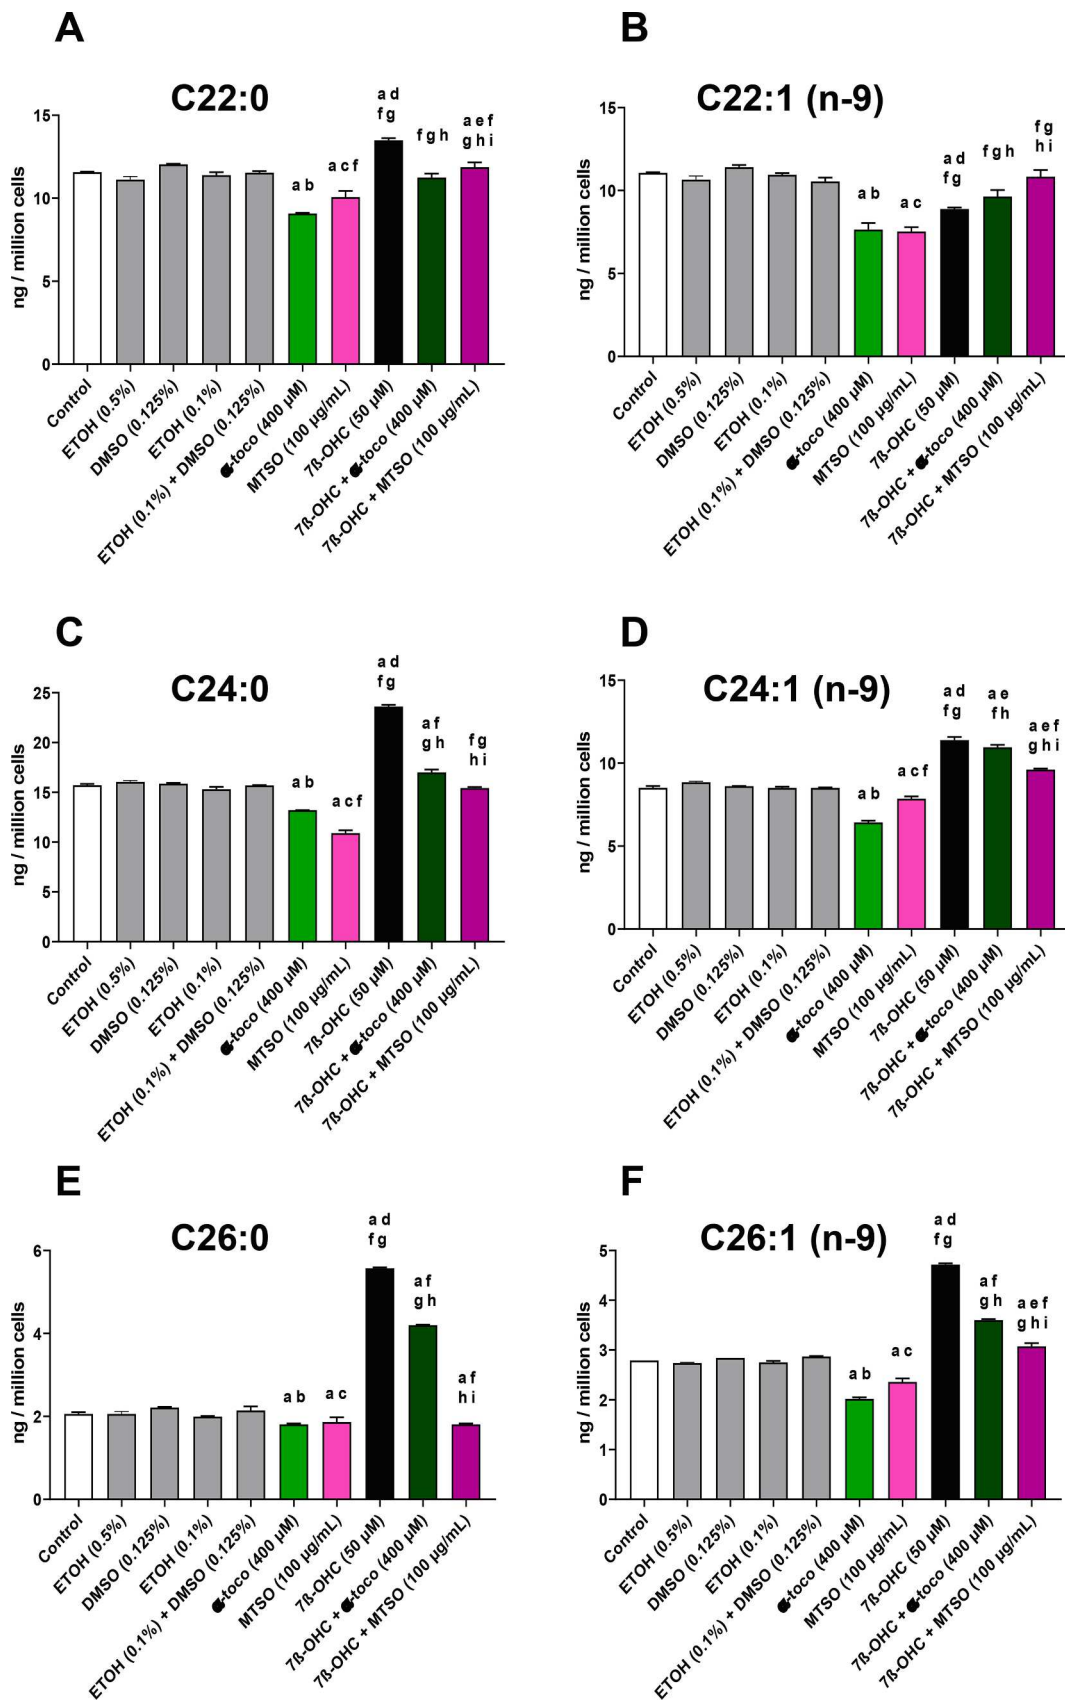 A
C22:0
ng / million cells
15
10
5
0
a b
a c f
a d
f g
f g h
a e f
g h i
Control
ETOH (0.5%)
DMSO (0.125%)
ETOH (0.1%)
ETOH (0.1%) + DMSO (0.125%)
α-toco (400 µM)
MTSO (100 µg/mL)
7ß-OHC (50 µM)
7ß-OHC + α-toco (400 µM)
7ß-OHC + MTSO (100 µg/mL)
B
C22:1 (n-9)
ng / million cells
15
10
5
0
a b
a c
a d
f g
f g h
f g
h i
Control
ETOH (0.5%)
DMSO (0.125%)
ETOH (0.1%)
ETOH (0.1%) + DMSO (0.125%)
α-toco (400 µM)
MTSO (100 µg/mL)
7ß-OHC (50 µM)
7ß-OHC + α-toco (400 µM)
7ß-OHC + MTSO (100 µg/mL)
C
C24:0
ng / million cells
25
20
15
10
5
0
a b
a c f
a d
f g
a f
g h
f g
h i
Control
ETOH (0.5%)
DMSO (0.125%)
ETOH (0.1%)
ETOH (0.1%) + DMSO (0.125%)
α-toco (400 µM)
MTSO (100 µg/mL)
7ß-OHC (50 µM)
7ß-OHC + α-toco (400 µM)
7ß-OHC + MTSO (100 µg/mL)
D
C24:1 (n-9)
ng / million cells
15
10
5
0
a b
a c f
a d
f g
a e
f h
a e f
g h i
Control
ETOH (0.5%)
DMSO (0.125%)
ETOH (0.1%)
ETOH (0.1%) + DMSO (0.125%)
α-toco (400 µM)
MTSO (100 µg/mL)
7ß-OHC (50 µM)
7ß-OHC + α-toco (400 µM)
7ß-OHC + MTSO (100 µg/mL)
E
C26:0
ng / million cells
6
4
2
0
a b
a c
a d
f g
a f
g h
a f
h i
Control
ETOH (0.5%)
DMSO (0.125%)
ETOH (0.1%)
ETOH (0.1%) + DMSO (0.125%)
α-toco (400 µM)
MTSO (100 µg/mL)
7ß-OHC (50 µM)
7ß-OHC + α-toco (400 µM)
7ß-OHC + MTSO (100 µg/mL)
F
C26:1 (n-9)
ng / million cells
5
4
3
2
1
0
a b
a c
a d
f g
a f
g h
a e f
g h i
Control
ETOH (0.5%)
DMSO (0.125%)
ETOH (0.1%)
ETOH (0.1%) + DMSO (0.125%)
α-toco (400 µM)
MTSO (100 µg/mL)
7ß-OHC (50 µM)
7ß-OHC + α-toco (400 µM)
7ß-OHC + MTSO (100 µg/mL)